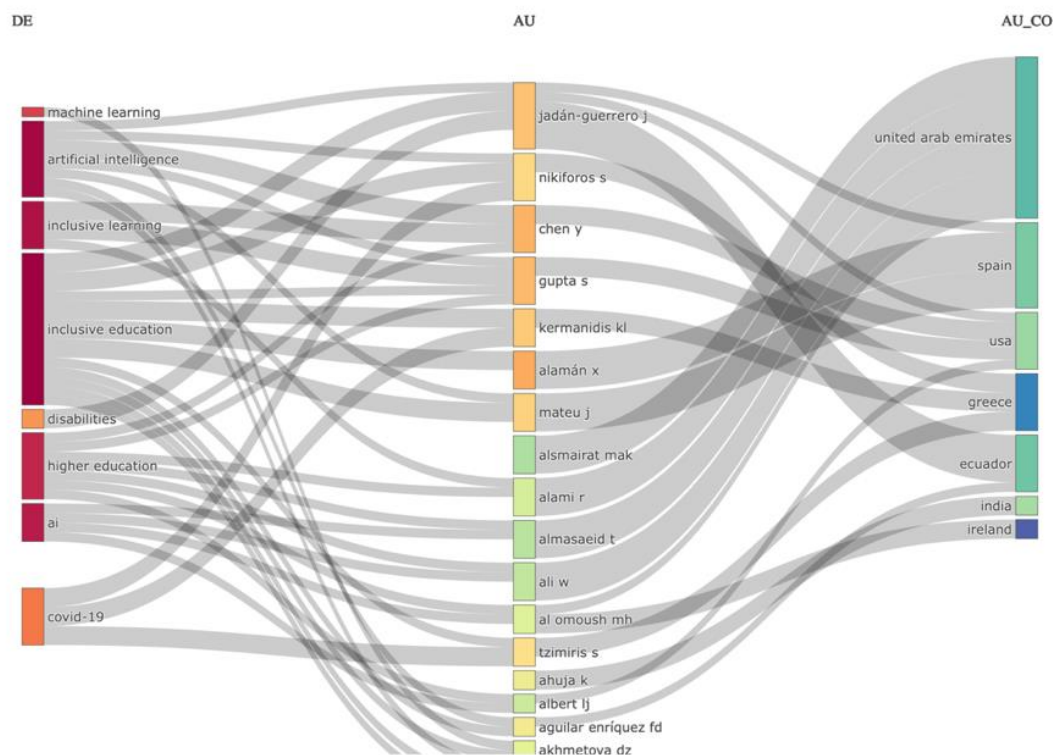 DE
AU
AU_CO
machine learning
artificial intelligence
inclusive learning
inclusive education
disabilities
higher education
ai
covid-19
jadán-guerrero j
nikiforos s
chen y
gupta s
kermanidis kl
alamán x
mateu j
alsmairat mak
alami r
almasaeid t
ali w
al omoush mh
tzimiris s
ahuja k
albert lj
aguilar enríquez fd
akhmetova dz
united arab emirates
spain
usa
greece
ecuador
india
ireland